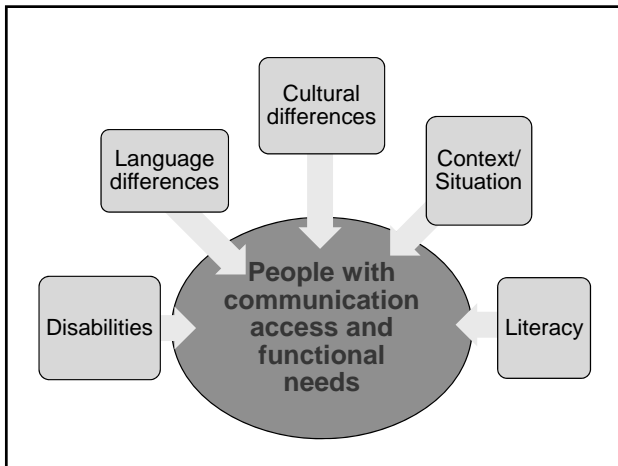 Cultural
differences
Language
differences
Context/
Situation
Disabilities
People with
communication
access and
functional
needs
Literacy